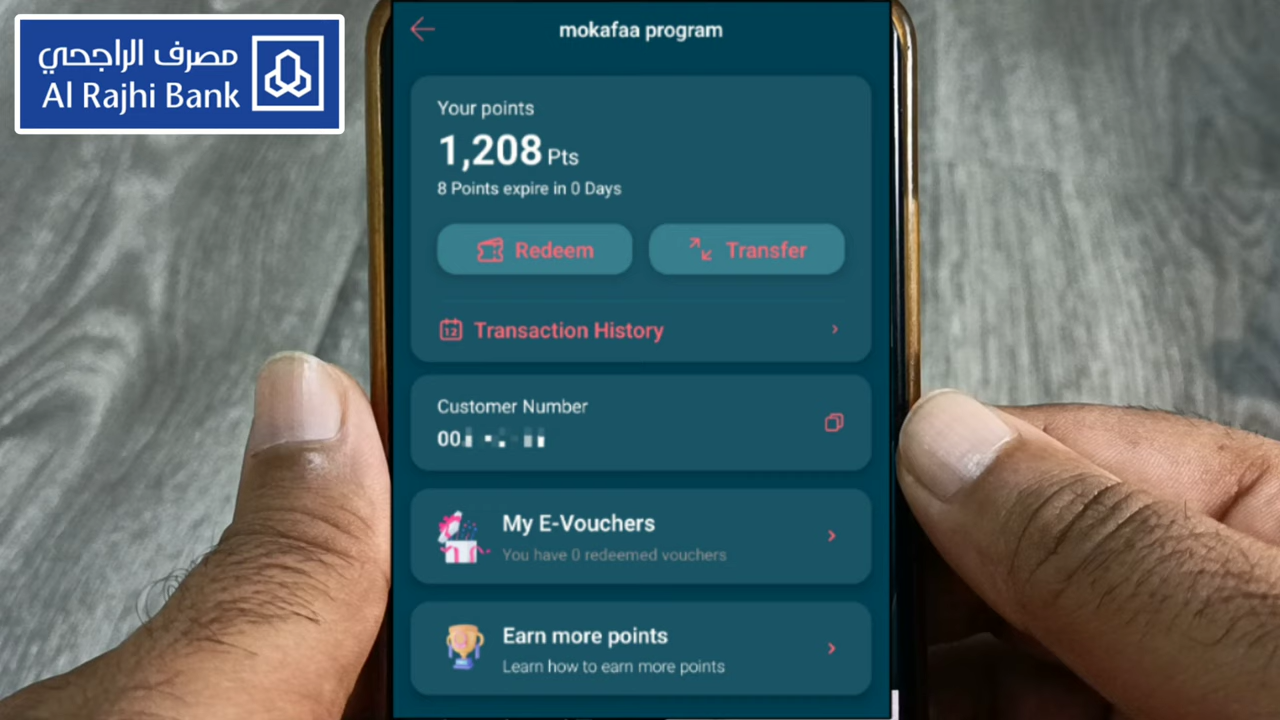 مصرف الراجحي
Al Rajhi Bank
mokafaa program
Your points
1,208 Pts
8 Points expire in 0 Days
Redeem
Transfer
12
Transaction History
Customer Number
00
My E-Vouchers
You have 0 redeemed vouchers
Earn more points
Learn how to earn more points